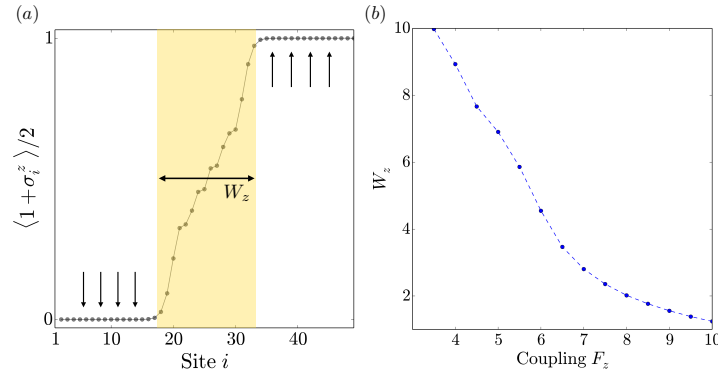 (a)
(b)
1
0
⟨1+σ_i^z⟩/2
W_z
1 10 20 30 40
Site i
10
8
6
4
2
W_z
4 5 6 7 8 9 10
Coupling F_z